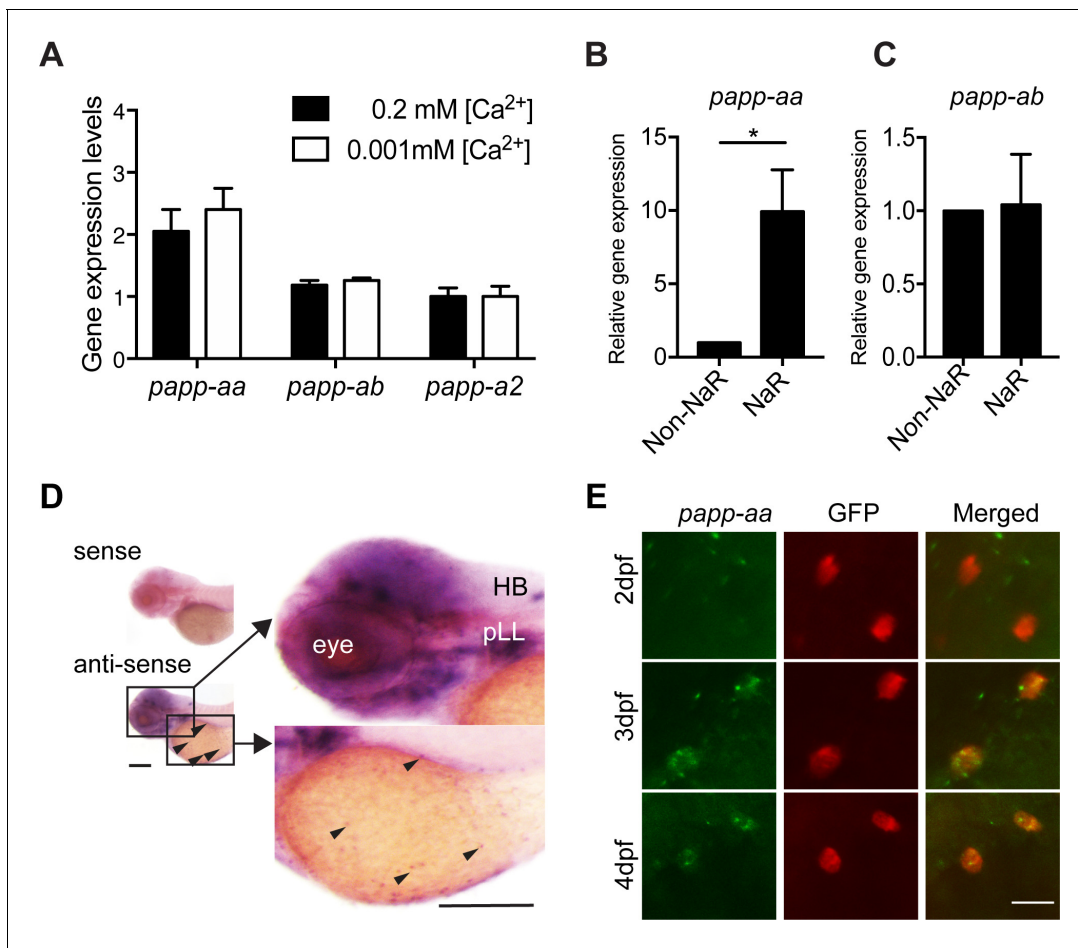 A
Gene expression levels
4
3
2
1
0
0.2 mM [Ca2+]
0.001mM [Ca2+]
papp-aa
papp-ab
papp-a2
B
papp-aa
Relative gene expression
15
10
5
0
*
Non-NaR
NaR
C
papp-ab
Relative gene expression
1.5
1.0
0.5
0.0
Non-NaR
NaR
D
sense
anti-sense
HB
pLL
eye
E
papp-aa
GFP
Merged
2dpf
3dpf
4dpf